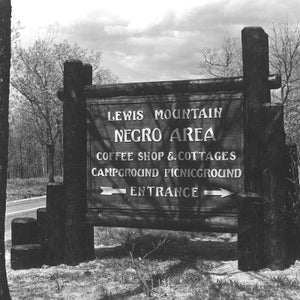 LEWIS MOUNTAIN
NEGRO AREA
COFFEE SHOP & COTTAGES
CAMPGROUND PICNICGROUND
ENTRANCE